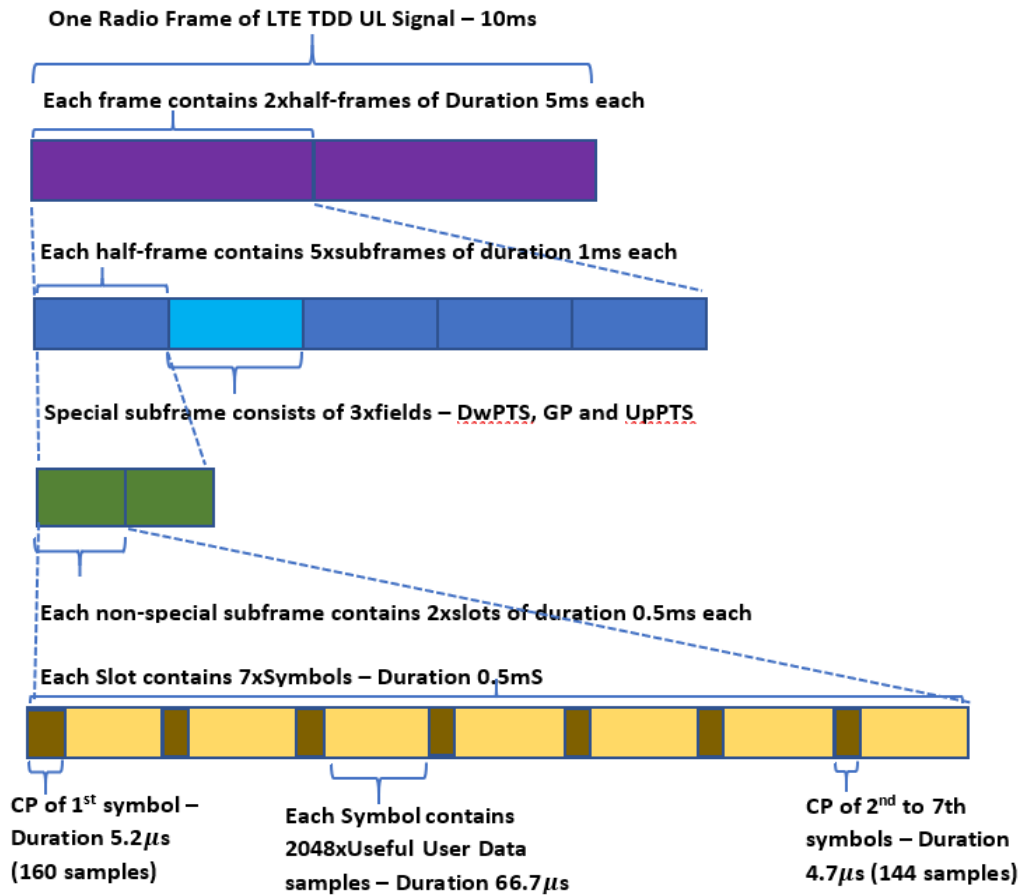 One Radio Frame of LTE TDD UL Signal – 10ms
Each frame contains 2xhalf-frames of Duration 5ms each
Each half-frame contains 5xsubframes of duration 1ms each
Special subframe consists of 3xfields – DwPTS, GP and UpPTS
Each non-special subframe contains 2xslots of duration 0.5ms each
Each Slot contains 7xSymbols – Duration 0.5mS
CP of 1st symbol –
Duration 5.2μs
(160 samples)
Each Symbol contains
2048xUseful User Data
samples – Duration 66.7μs
CP of 2nd to 7th
symbols – Duration
4.7μs (144 samples)